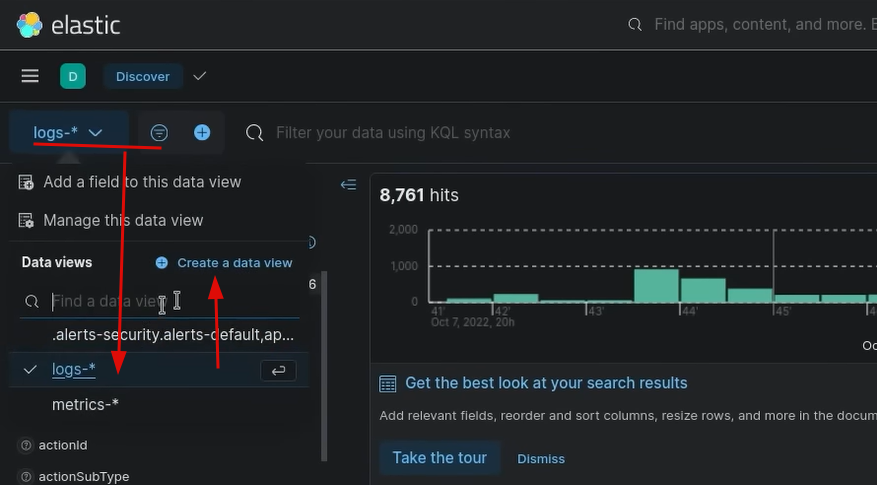 elastic
Find apps, content, and more.
D
Discover
logs-*
Filter your data using KQL syntax
Add a field to this data view
Manage this data view
Data views
Create a data view
Find a data view
.alerts-security.alerts-default,ap...
logs-*
metrics-*
actionId
actionSubType
6
8,761 hits
2,000
1,000
0
41'
42'
43'
44'
45'
Oct 7, 2022, 20h
Get the best look at your search results
Add relevant fields, reorder and sort columns, resize rows, and more in the
Take the tour
Dismiss